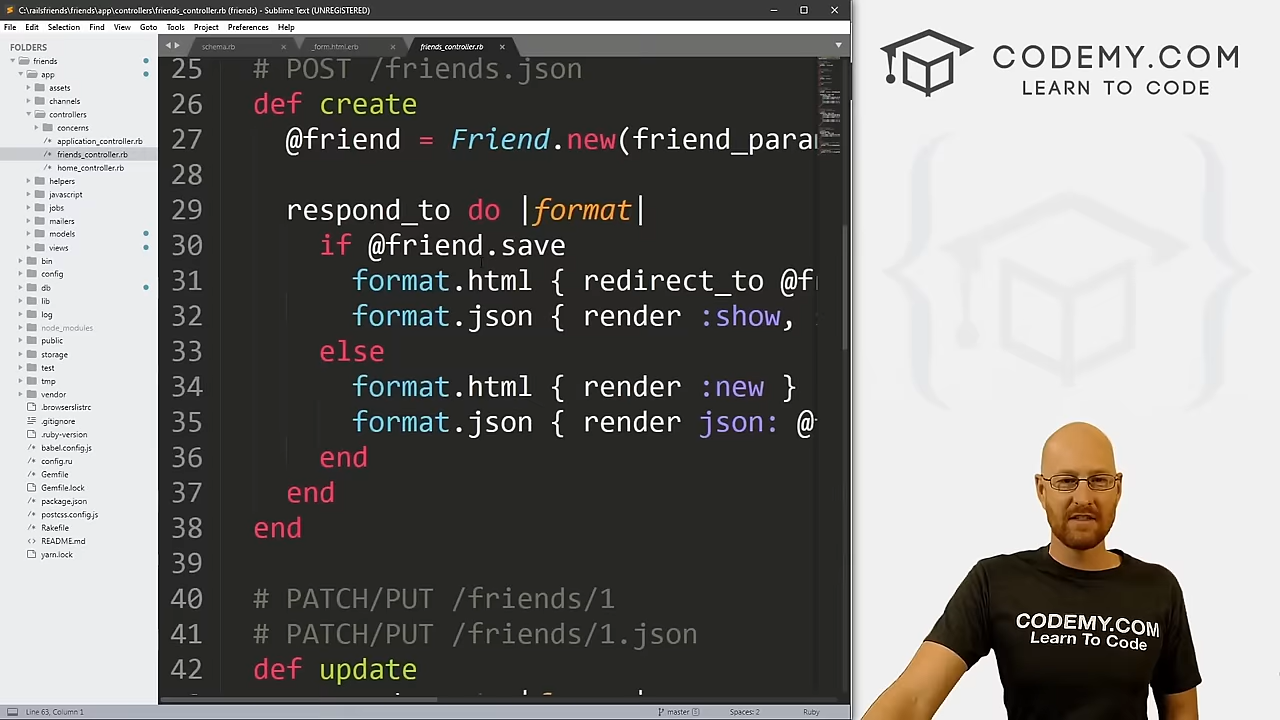 C:\railsfriends\friends\app\controllers\friends_controller.rb (friends) - Sublime Text (UNREGISTERED)
File Edit Selection Find View Goto Tools Project Preferences Help
FOLDERS
friends
app
assets
channels
controllers
concerns
application_controller.rb
friends_controller.rb
home_controller.rb
helpers
javascript
jobs
mailers
models
views
bin
config
db
lib
log
node_modules
public
storage
test
tmp
vendor
.browserslistrc
.gitignore
.ruby-version
babel.config.js
config.ru
Gemfile
Gemfile.lock
package.json
postcss.config.js
Rakefile
README.md
yarn.lock
schema.rb _form.html.erb friends_controller.rb
25 # POST /friends.json
26 def create
27 @friend = Friend.new(friend_para
28
29 respond_to do |format|
30 if @friend.save
31 format.html { redirect_to @f
32 format.json { render :show,
33 else
34 format.html { render :new }
35 format.json { render json: @
36 end
37 end
38 end
39
40 # PATCH/PUT /friends/1
41 # PATCH/PUT /friends/1.json
42 def update
Line 63, Column 1 master Spaces: 2 Ruby
CODEMY.COM
LEARN TO CODE
CODEMY.COM
Learn To Code